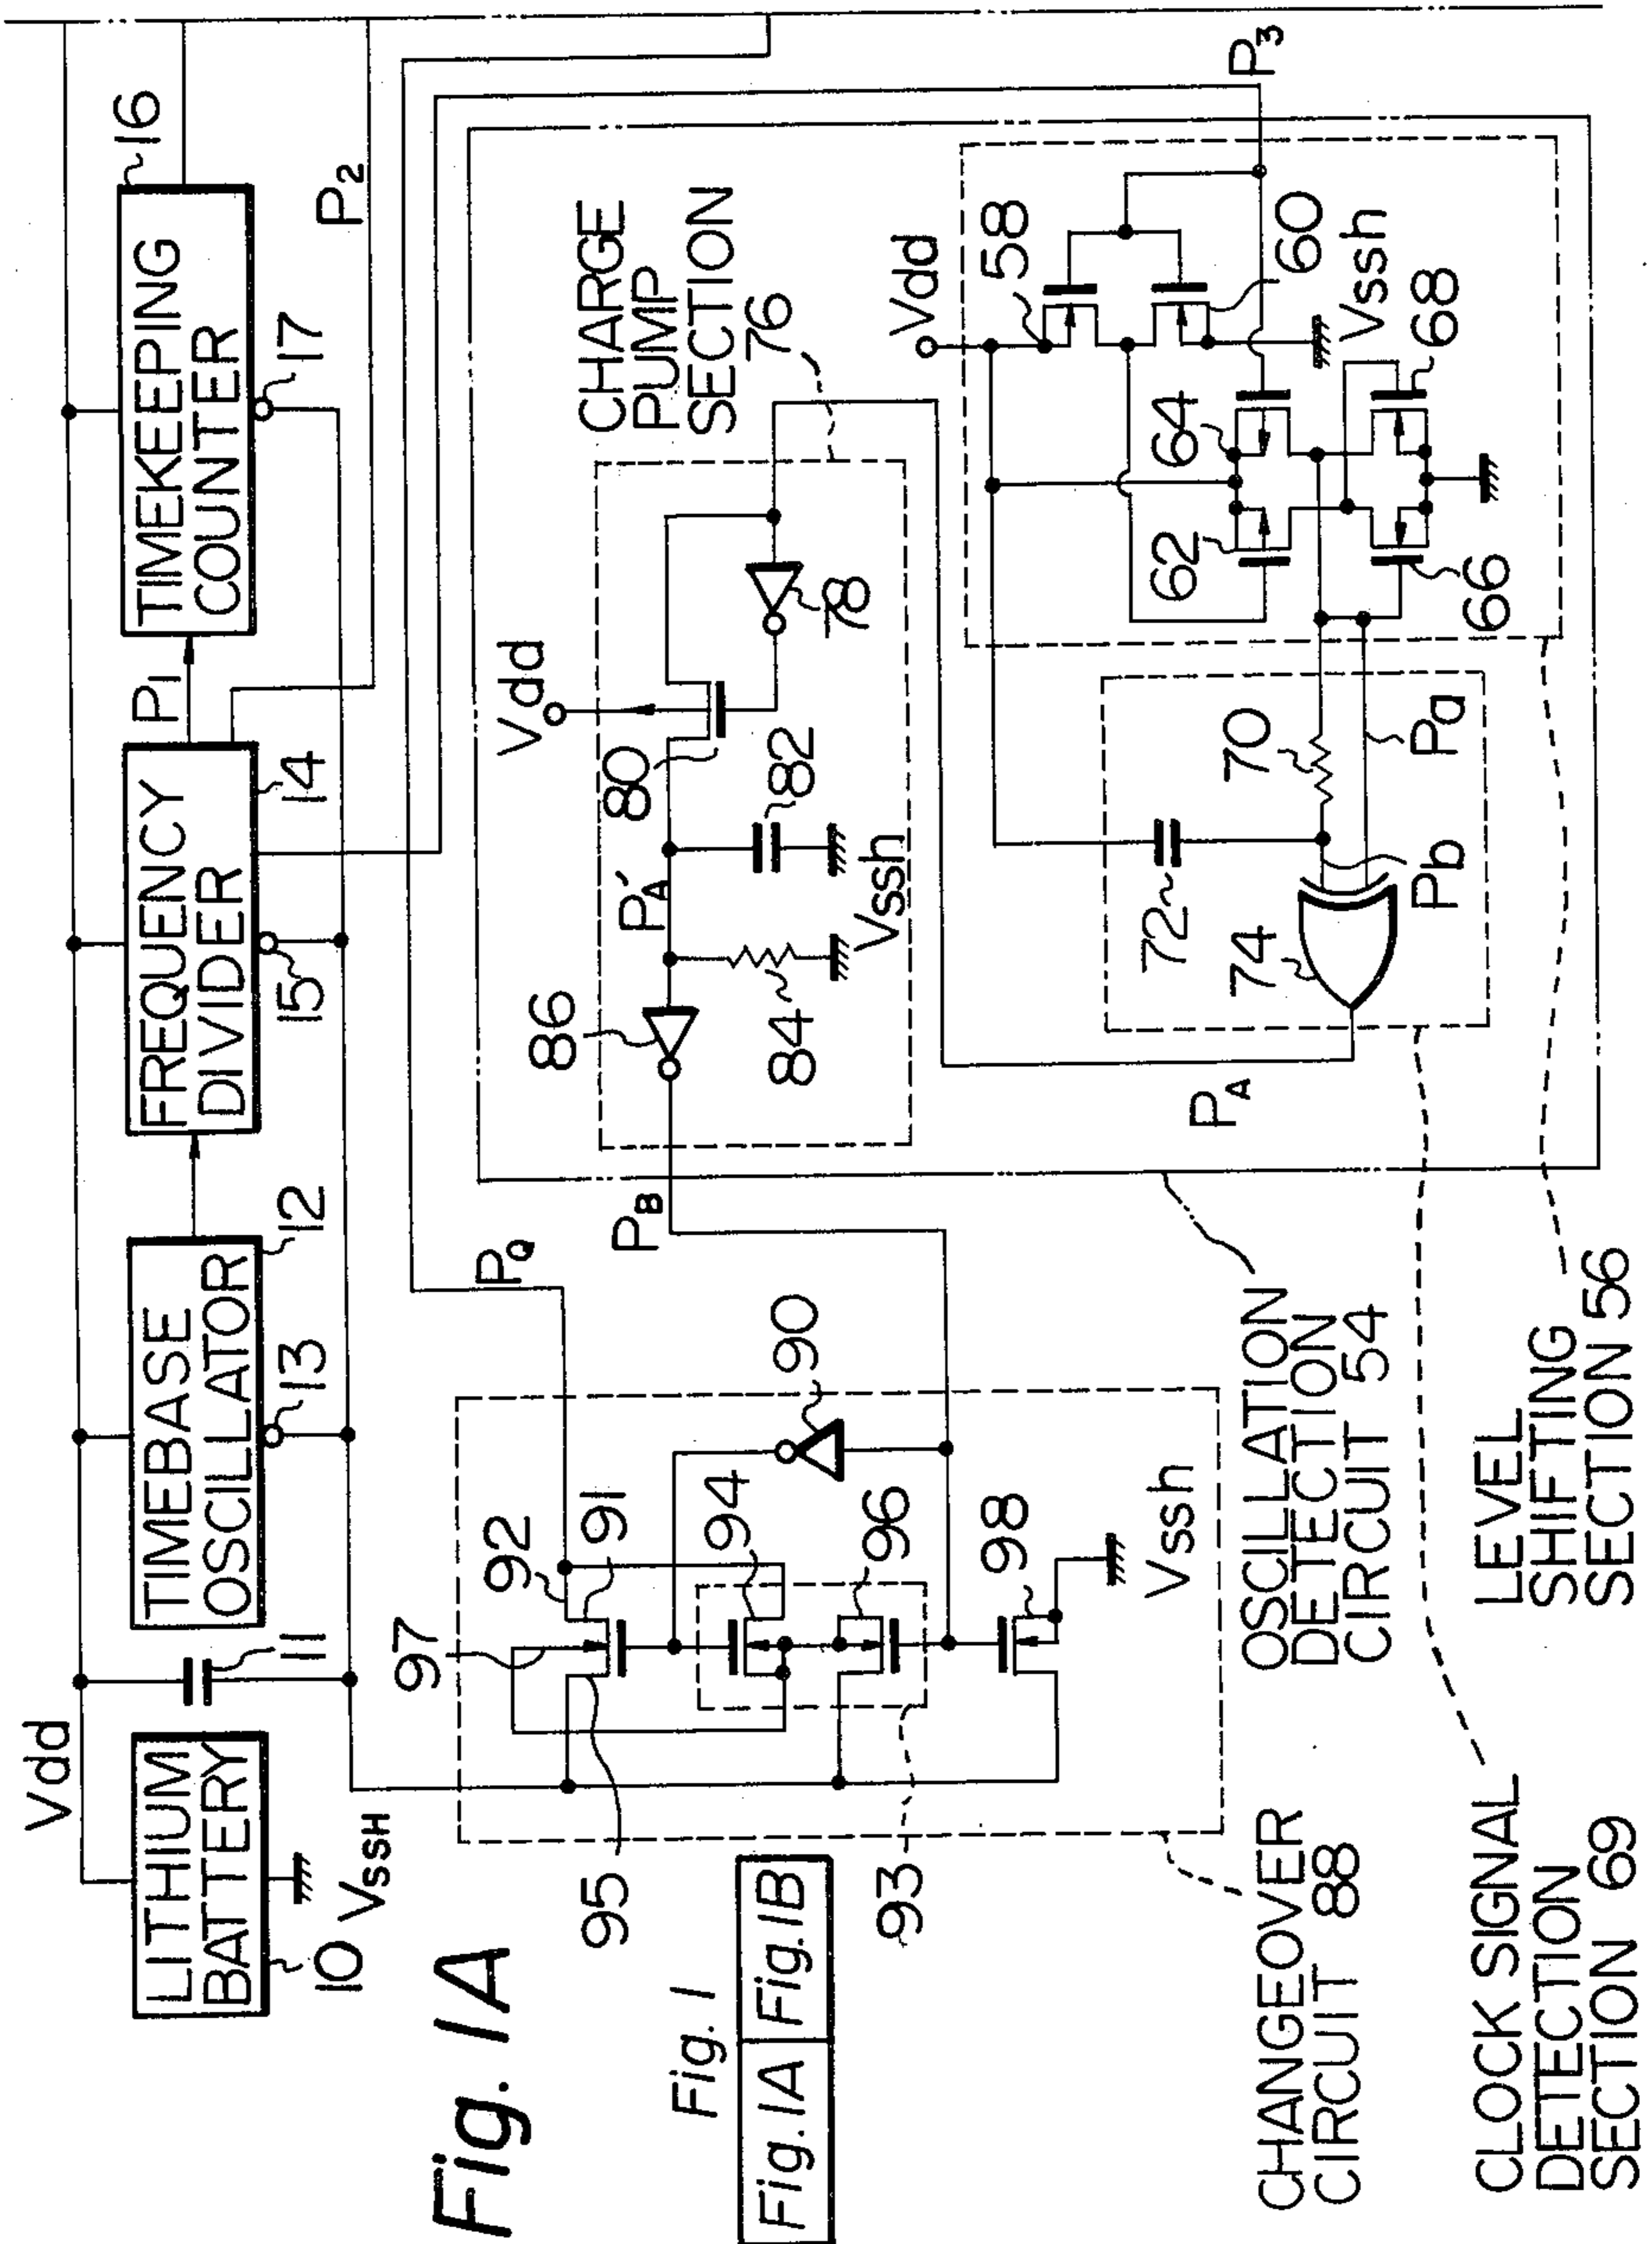 Fig. 1A
Fig. 1
Fig.1A
Fig.1B
Vdd
LITHIUM
BATTERY
10
VSSH
11
TIMEBASE
OSCILLATOR
12
13
FREQUENCY
DIVIDER
14
15
P1
P2
TIMEKEEPING
COUNTER
16
17
PQ
PB
97
92
91
95
94
96
93
90
98
Vssh
CHANGEOVER
CIRCUIT 88
CHARGE
PUMP
SECTION
76
Vdd
78
80
82
P'A
84
Vssh
86
PA
P3
Vdd
58
60
Vssh
62
64
66
68
70
72
74
Pa
Pb
OSCILLATION
DETECTION
CIRCUIT 54
LEVEL
SHIFTING
SECTION 56
CLOCK SIGNAL
DETECTION
SECTION 69